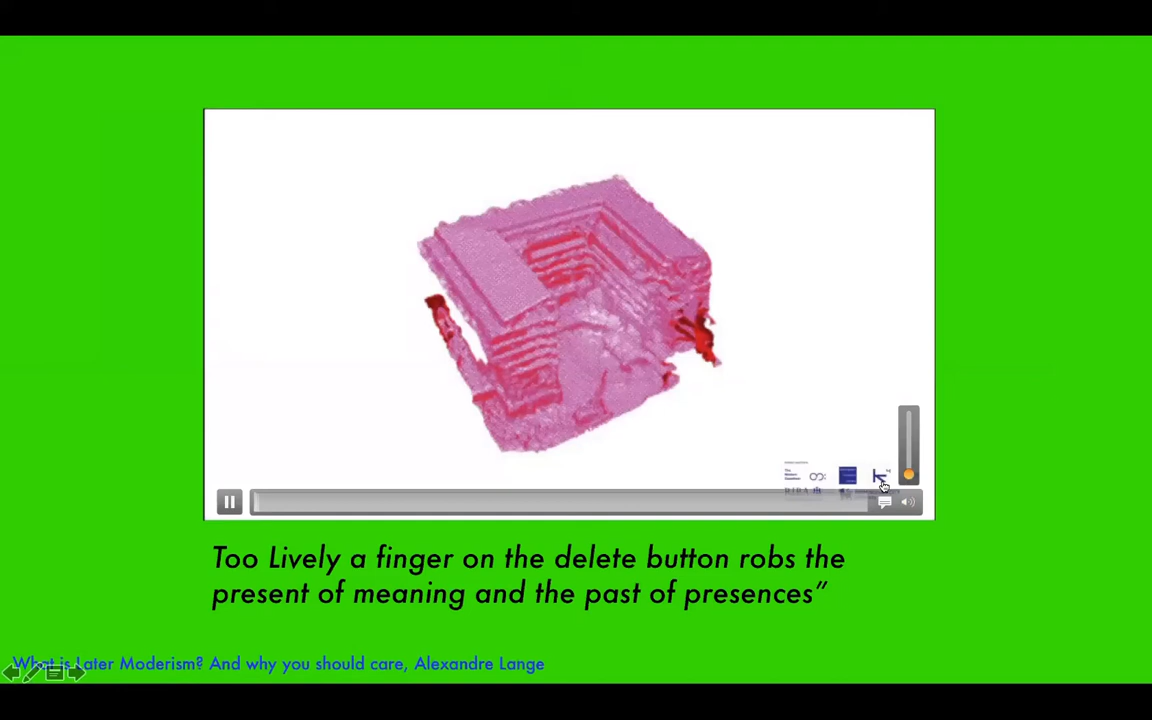 Too Lively a finger on the delete button robs the
present of meaning and the past of presences”
What is Later Moderism? And why you should care, Alexandre Lange